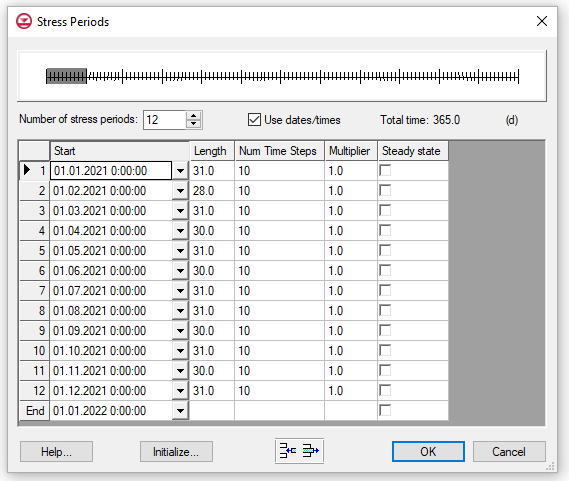 Stress Periods
Number of stress periods: 12 Use dates/times Total time: 365.0 (d)
Start Length Num Time Steps Multiplier Steady state
1 01.01.2021 0:00:00 31.0 10 1.0
2 01.02.2021 0:00:00 28.0 10 1.0
3 01.03.2021 0:00:00 31.0 10 1.0
4 01.04.2021 0:00:00 30.0 10 1.0
5 01.05.2021 0:00:00 31.0 10 1.0
6 01.06.2021 0:00:00 30.0 10 1.0
7 01.07.2021 0:00:00 31.0 10 1.0
8 01.08.2021 0:00:00 31.0 10 1.0
9 01.09.2021 0:00:00 30.0 10 1.0
10 01.10.2021 0:00:00 31.0 10 1.0
11 01.11.2021 0:00:00 30.0 10 1.0
12 01.12.2021 0:00:00 31.0 10 1.0
End 01.01.2022 0:00:00
Help... Initialize... OK Cancel